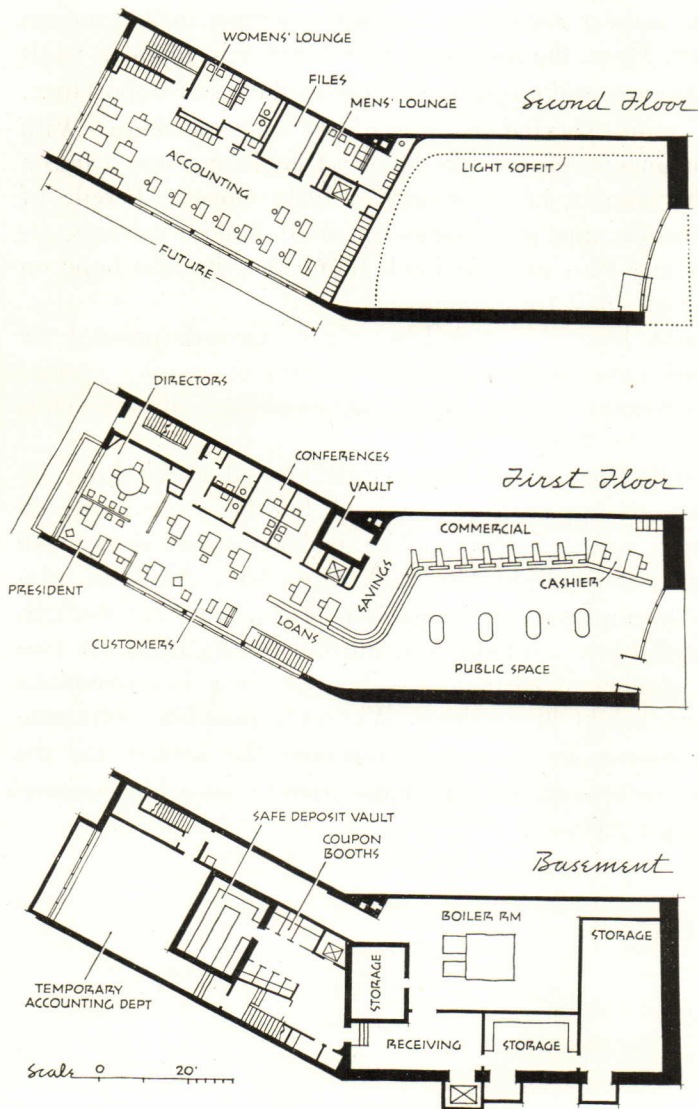 WOMENS' LOUNGE
FILES
MENS' LOUNGE
Second Floor
LIGHT SOFFIT
ACCOUNTING
FUTURE
DIRECTORS
CONFERENCES
VAULT
First Floor
COMMERCIAL
SAVINGS
CASHIER
PRESIDENT
LOANS
CUSTOMERS
PUBLIC SPACE
SAFE DEPOSIT VAULT
COUPON
BOOTHS
Basement
BOILER RM
STORAGE
STORAGE
TEMPORARY
ACCOUNTING DEPT
RECEIVING
STORAGE
Scale 0 20'